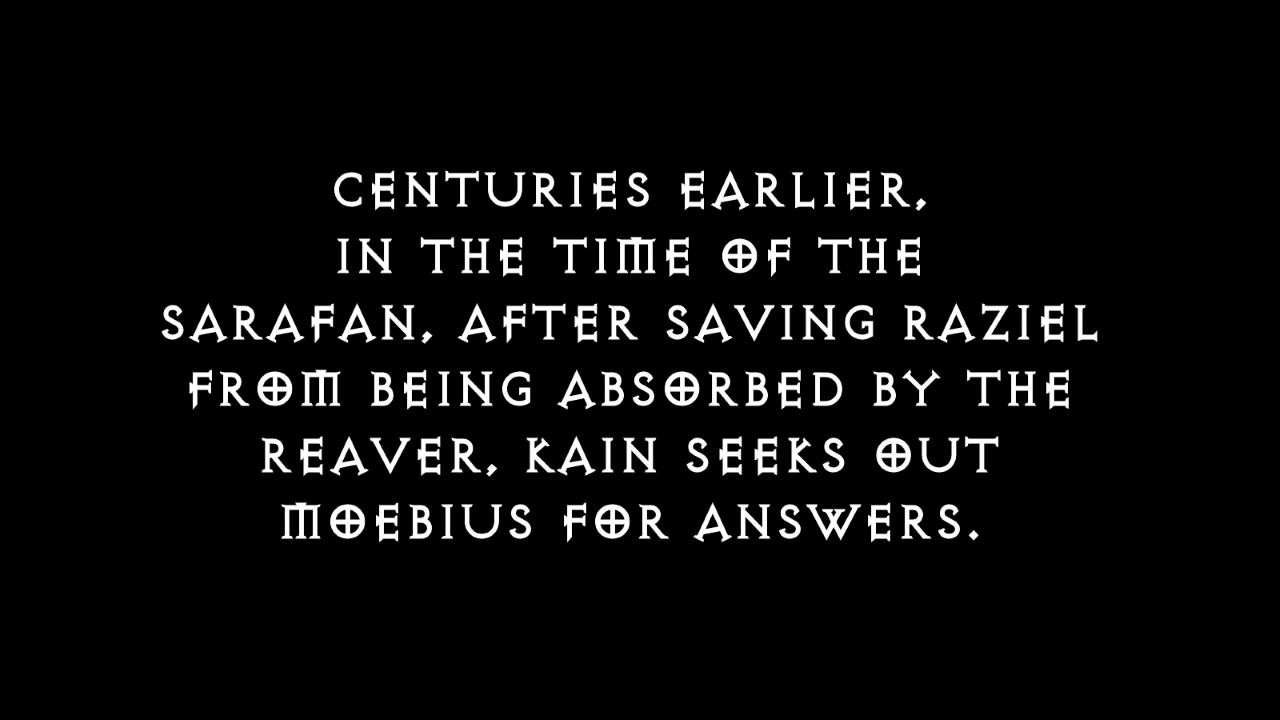 CENTURIES EARLIER,
IN THE TIME OF THE
SARAFAN, AFTER SAVING RAZIEL
FROM BEING ABSORBED BY THE
REAVER, KAIN SEEKS OUT
MOEBIUS FOR ANSWERS.